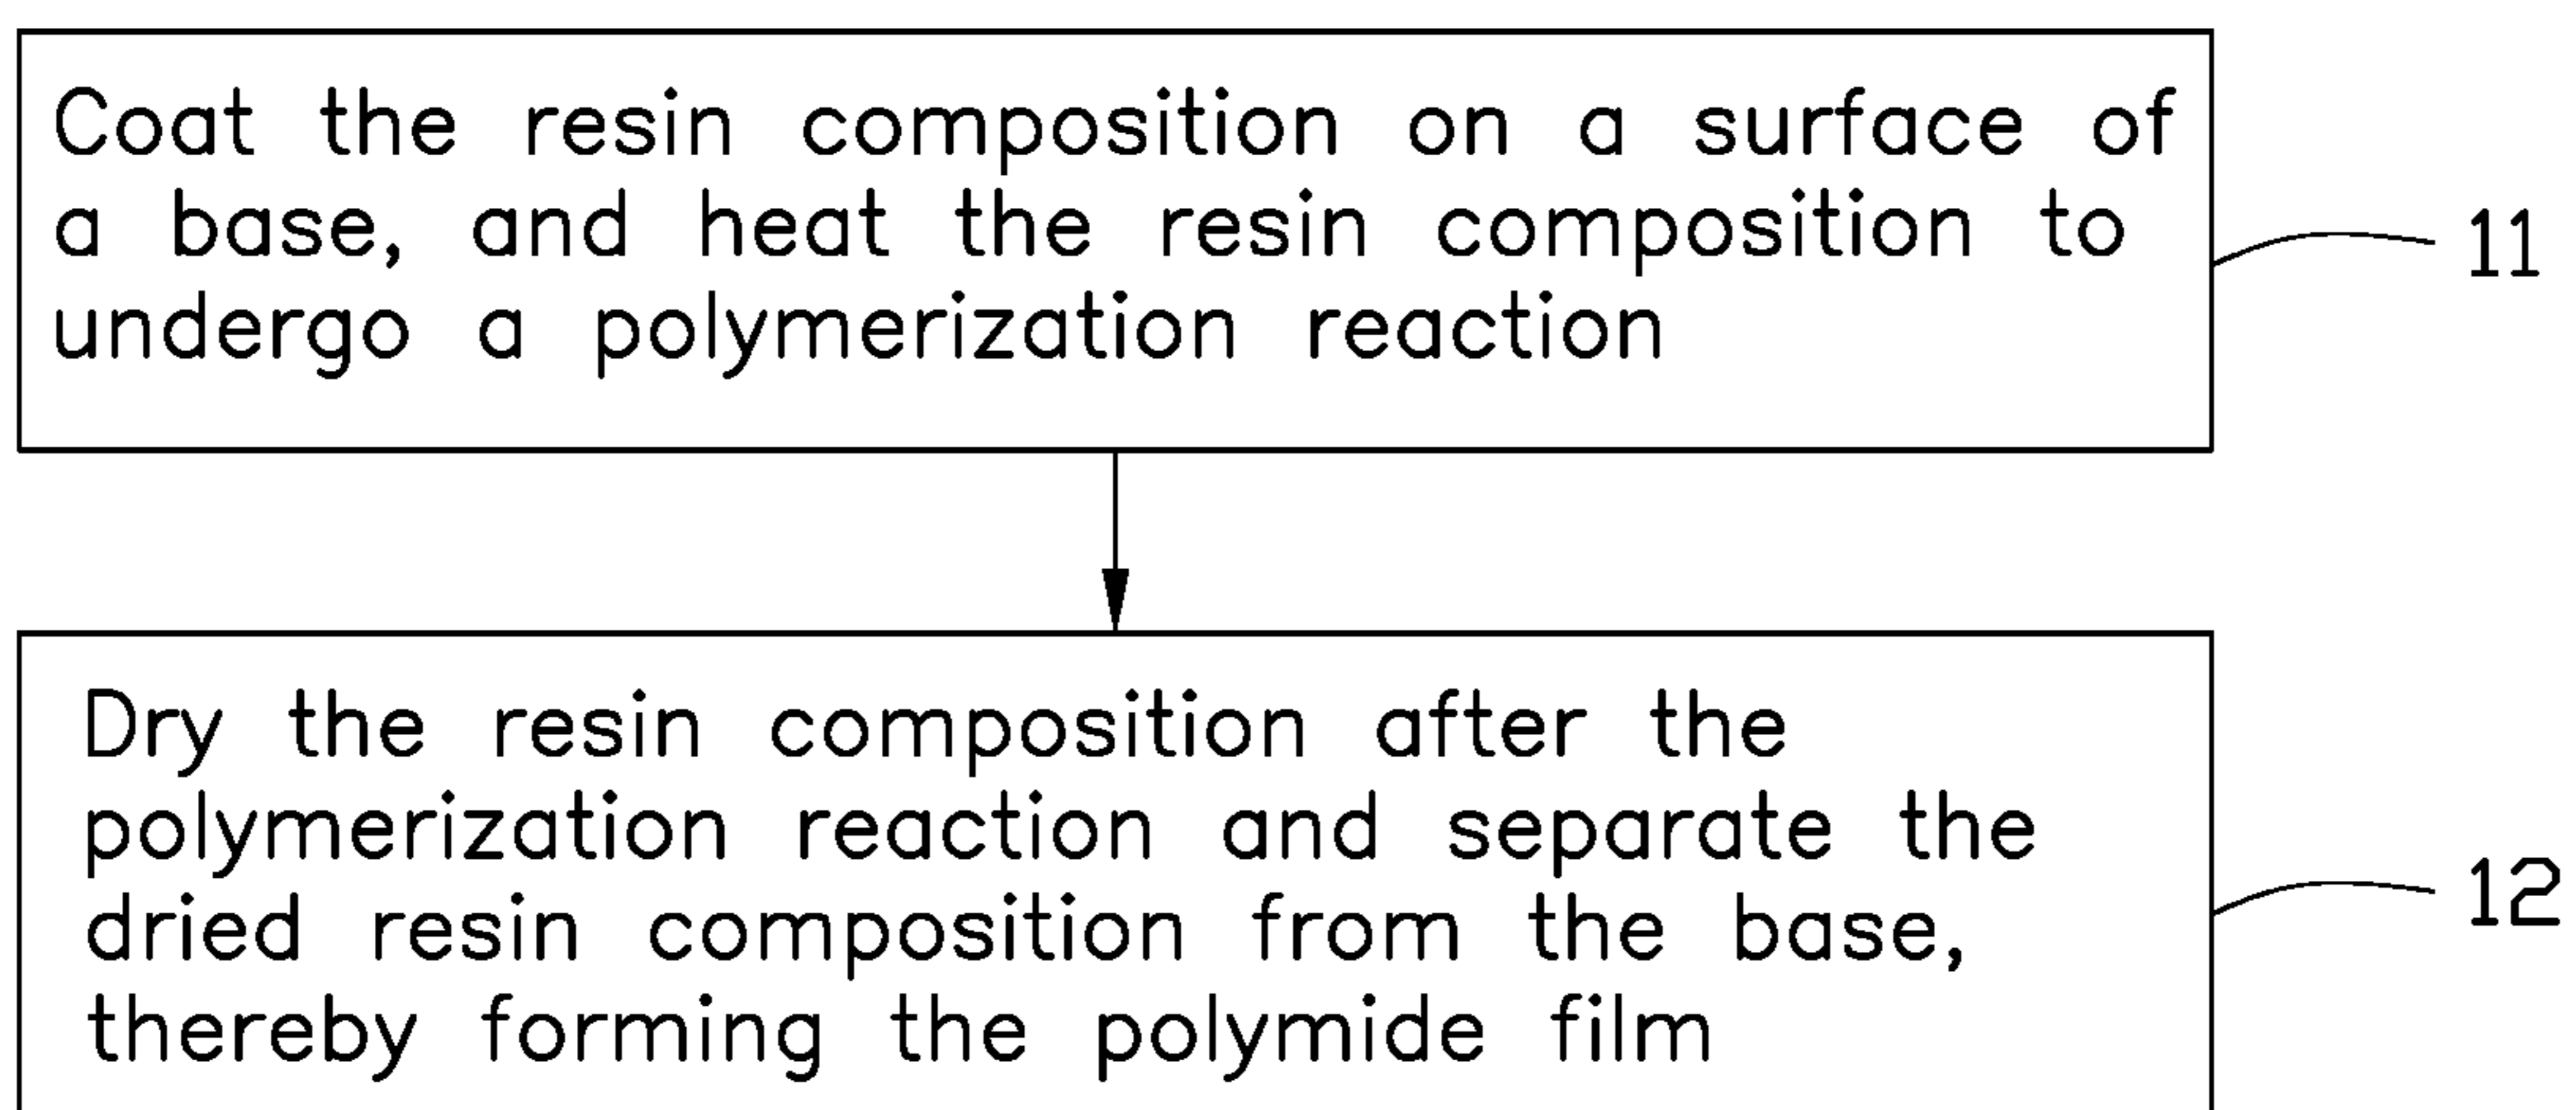 Coat the resin composition on a surface of
a base, and heat the resin composition to
undergo a polymerization reaction
11
Dry the resin composition after the
polymerization reaction and separate the
dried resin composition from the base,
thereby forming the polymide film
12